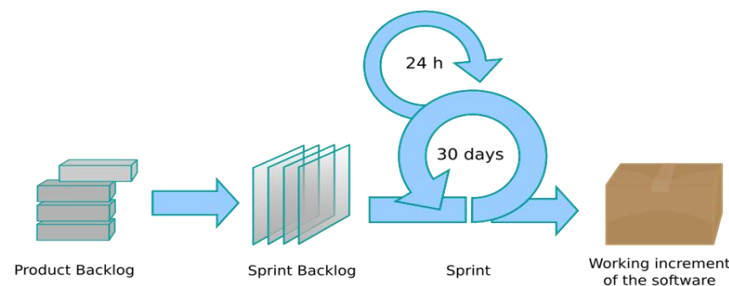 24 h
30 days
Product Backlog
Sprint Backlog
Sprint
Working increment
of the software